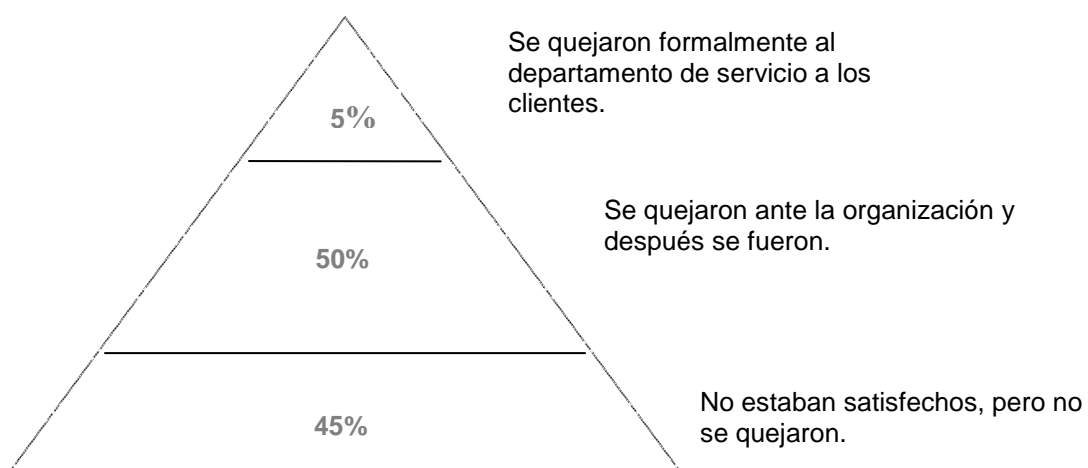 Se quejaron formalmente al
departamento de servicio a los
clientes.
5%
Se quejaron ante la organización y
después se fueron.
50%
No estaban satisfechos, pero no
se quejaron.
45%